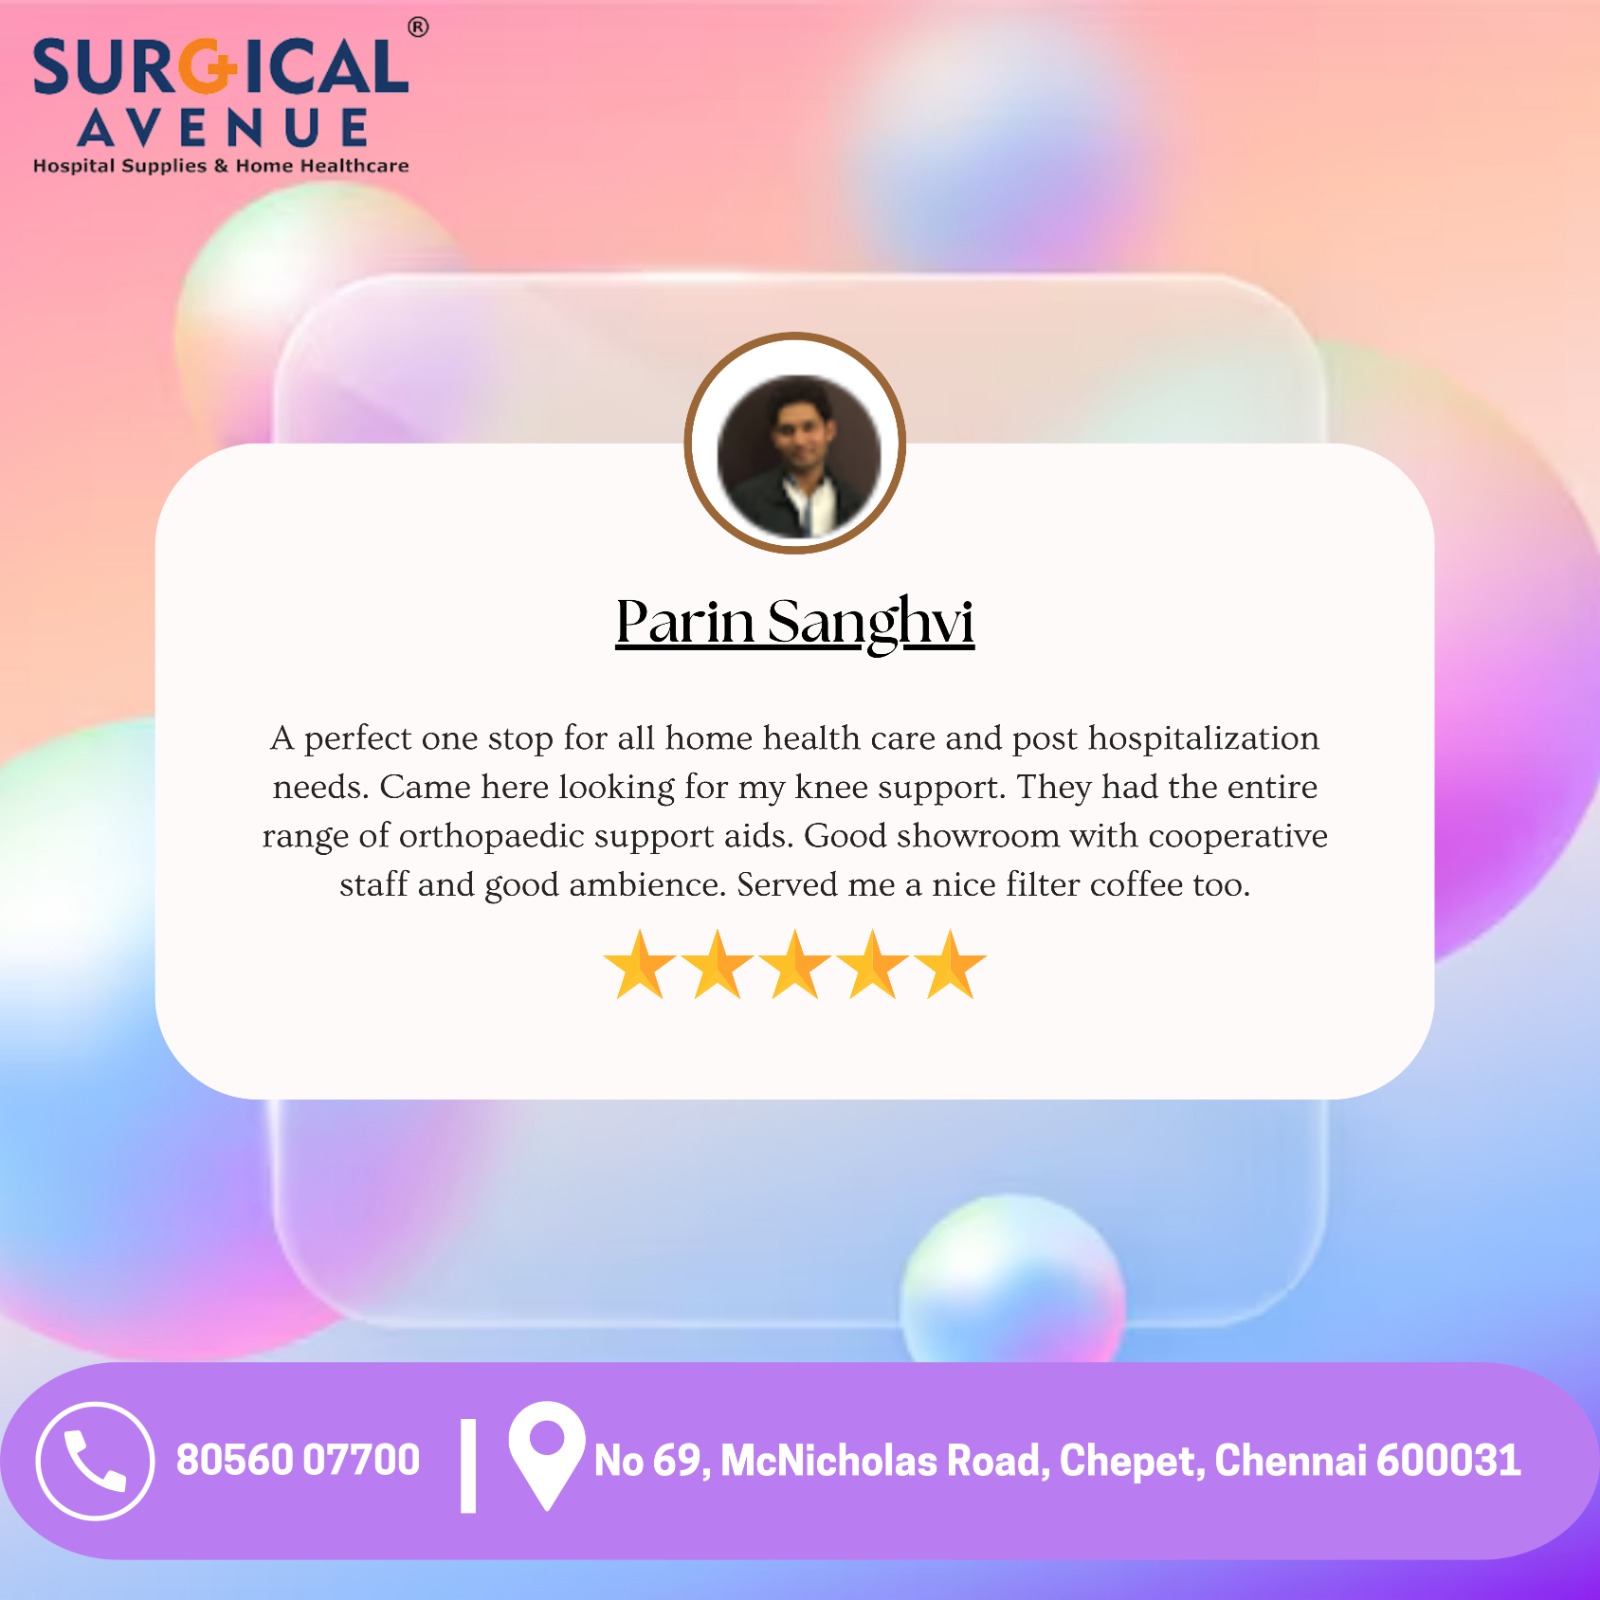 SURGICAL®
AVENUE
Hospital Supplies & Home Healthcare
Parin Sanghvi
A perfect one stop for all home health care and post hospitalization
needs. Came here looking for my knee support. They had the entire
range of orthopaedic support aids. Good showroom with cooperative
staff and good ambience. Served me a nice filter coffee too.
80560 07700 | No 69, McNicholas Road, Chepet, Chennai 600031